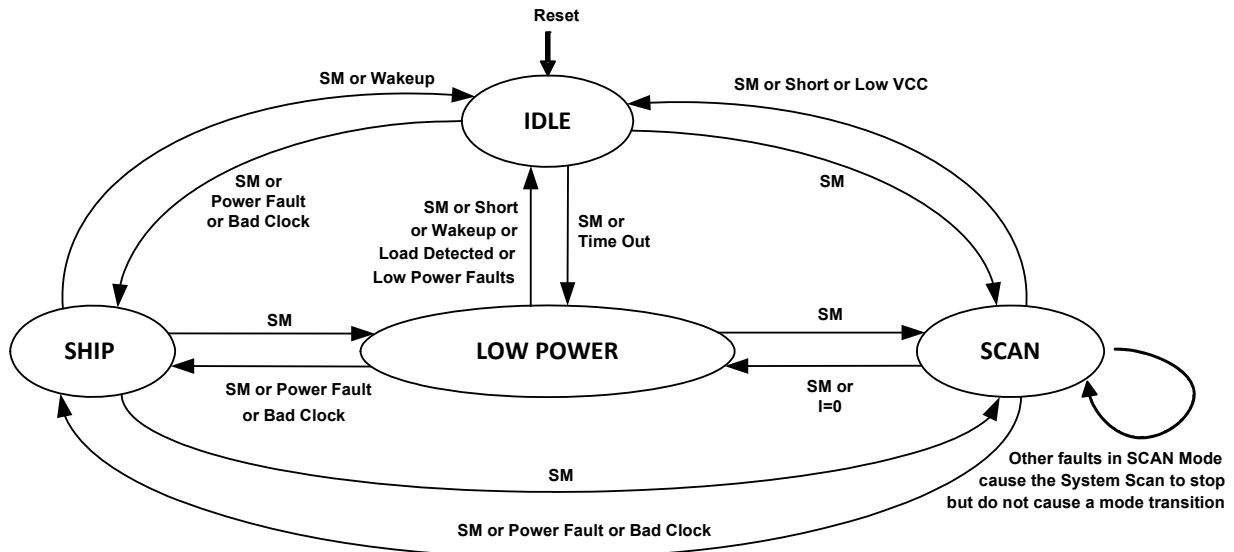 Reset
SM or Wakeup
SM or Short or Low VCC
IDLE
SM or
Power Fault
or Bad Clock
SM or Short
or Wakeup or
Load Detected or
Low Power Faults
SM or
Time Out
SM
SHIP
SM
LOW POWER
SM
SCAN
SM or Power Fault
or Bad Clock
SM or
I=0
SM
Other faults in SCAN Mode
cause the System Scan to stop
but do not cause a mode transition
SM or Power Fault or Bad Clock